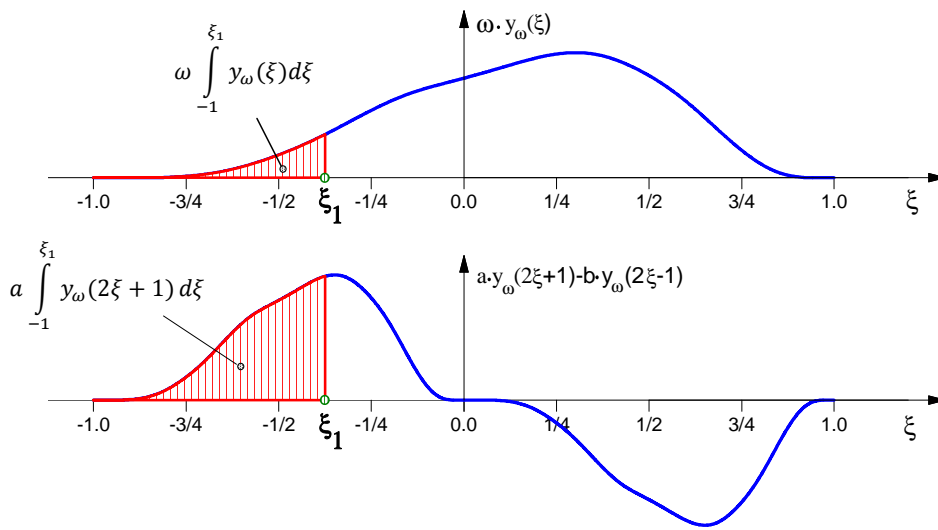 ω· y_ω(ξ)
ω ∫_{-1}^{ξ₁} y_ω(ξ)dξ
-1.0 -3/4 -1/2 ξ₁ -1/4 0.0 1/4 1/2 3/4 1.0 ξ
a·y_ω(2ξ+1)-b·y_ω(2ξ-1)
a ∫_{-1}^{ξ₁} y_ω(2ξ + 1) dξ
-1.0 -3/4 -1/2 ξ₁ -1/4 0.0 1/4 1/2 3/4 1.0 ξ